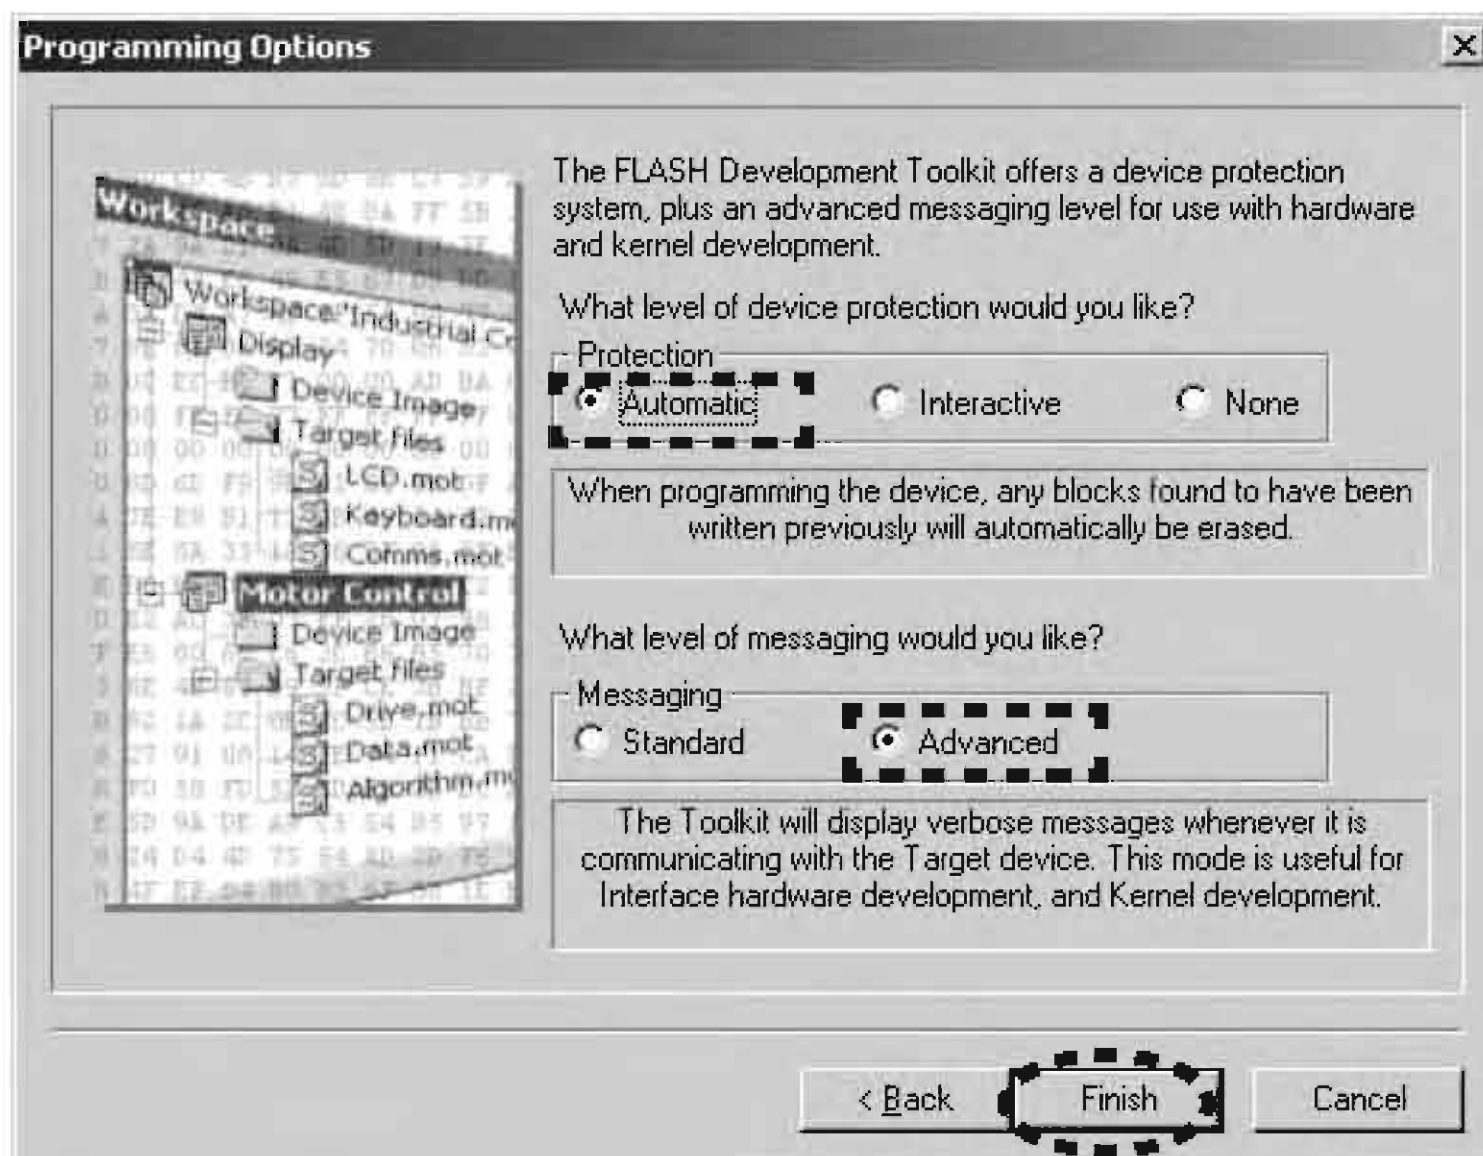 Programming Options
Workspace
Workspace "Industrial Cr
Display
Device Image
Target files
LCD.mot
Keyboard.m
Comms.mot
Motor Control
Device Image
Target files
Drive.mot
Data.mot
Algorithm.m
The FLASH Development Toolkit offers a device protection
system, plus an advanced messaging level for use with hardware
and kernel development.
What level of device protection would you like?
Protection
Automatic Interactive None
When programming the device, any blocks found to have been
written previously will automatically be erased.
What level of messaging would you like?
Messaging
Standard Advanced
The Toolkit will display verbose messages whenever it is
communicating with the Target device. This mode is useful for
Interface hardware development, and Kernel development.
< Back Finish Cancel